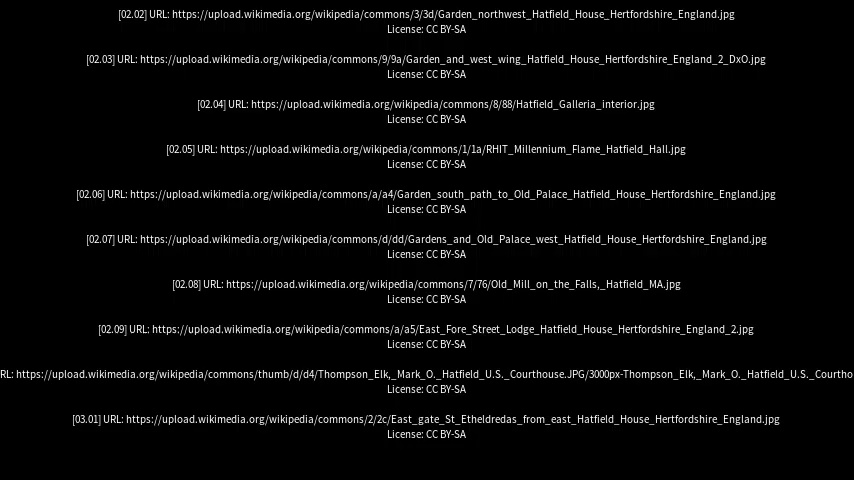 [02.02] URL: https://upload.wikimedia.org/wikipedia/commons/3/3d/Garden_northwest_Hatfield_House_Hertfordshire_England.jpg
License: CC BY-SA
[02.03] URL: https://upload.wikimedia.org/wikipedia/commons/9/9a/Garden_and_west_wing_Hatfield_House_Hertfordshire_England_2_DxO.jpg
License: CC BY-SA
[02.04] URL: https://upload.wikimedia.org/wikipedia/commons/8/88/Hatfield_Galleria_interior.jpg
License: CC BY-SA
[02.05] URL: https://upload.wikimedia.org/wikipedia/commons/1/1a/RHIT_Millennium_Flame_Hatfield_Hall.jpg
License: CC BY-SA
[02.06] URL: https://upload.wikimedia.org/wikipedia/commons/a/a4/Garden_south_path_to_Old_Palace_Hatfield_House_Hertfordshire_England.jpg
License: CC BY-SA
[02.07] URL: https://upload.wikimedia.org/wikipedia/commons/d/dd/Gardens_and_Old_Palace_west_Hatfield_House_Hertfordshire_England.jpg
License: CC BY-SA
[02.08] URL: https://upload.wikimedia.org/wikipedia/commons/7/76/Old_Mill_on_the_Falls,_Hatfield_MA.jpg
License: CC BY-SA
[02.09] URL: https://upload.wikimedia.org/wikipedia/commons/a/a5/East_Fore_Street_Lodge_Hatfield_House_Hertfordshire_England_2.jpg
License: CC BY-SA
RL: https://upload.wikimedia.org/wikipedia/commons/thumb/d/d4/Thompson_Elk,_Mark_O._Hatfield_U.S._Courthouse.JPG/3000px-Thompson_Elk,_Mark_O._Hatfield_U.S._Courtho
License: CC BY-SA
[03.01] URL: https://upload.wikimedia.org/wikipedia/commons/2/2c/East_gate_St_Etheldredas_from_east_Hatfield_House_Hertfordshire_England.jpg
License: CC BY-SA